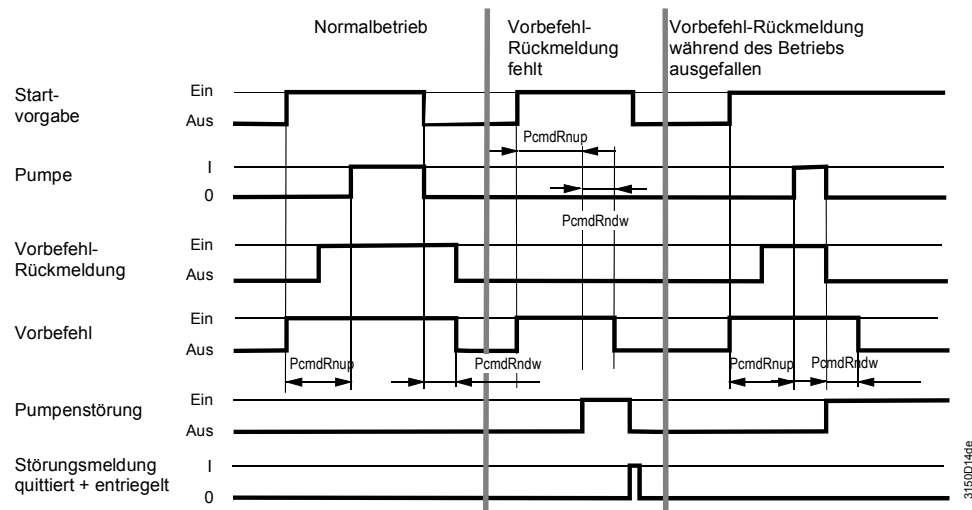 Normalbetrieb
Vorbefehl-
Rückmeldung
fehlt
Vorbefehl-Rückmeldung
während des Betriebs
ausgefallen
Start-
vorgabe
Ein
Aus
PcmdRnup
Pumpe
I
0
PcmdRndw
Vorbefehl-
Rückmeldung
Ein
Aus
Vorbefehl
Ein
Aus
PcmdRnup
PcmdRndw
PcmdRnup
PcmdRndw
Pumpenstörung
Ein
Aus
Störungsmeldung
quittiert + entriegelt
I
0
3150D14de